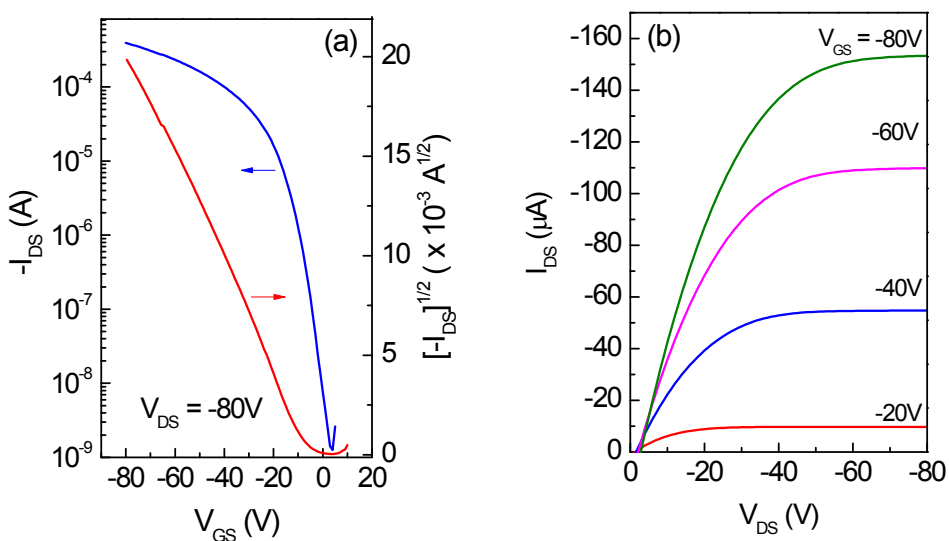 (a)
-I_DS (A)
10^-4
10^-5
10^-6
10^-7
10^-8
10^-9
V_DS = -80V
-80 -60 -40 -20 0 20
V_GS (V)
20
15
10
5
0
[-I_DS]^1/2 ( x 10^-3 A^1/2)
(b)
I_DS (μA)
-160
-140
-120
-100
-80
-60
-40
-20
0
V_GS = -80V
-60V
-40V
-20V
0 -20 -40 -60 -80
V_DS (V)